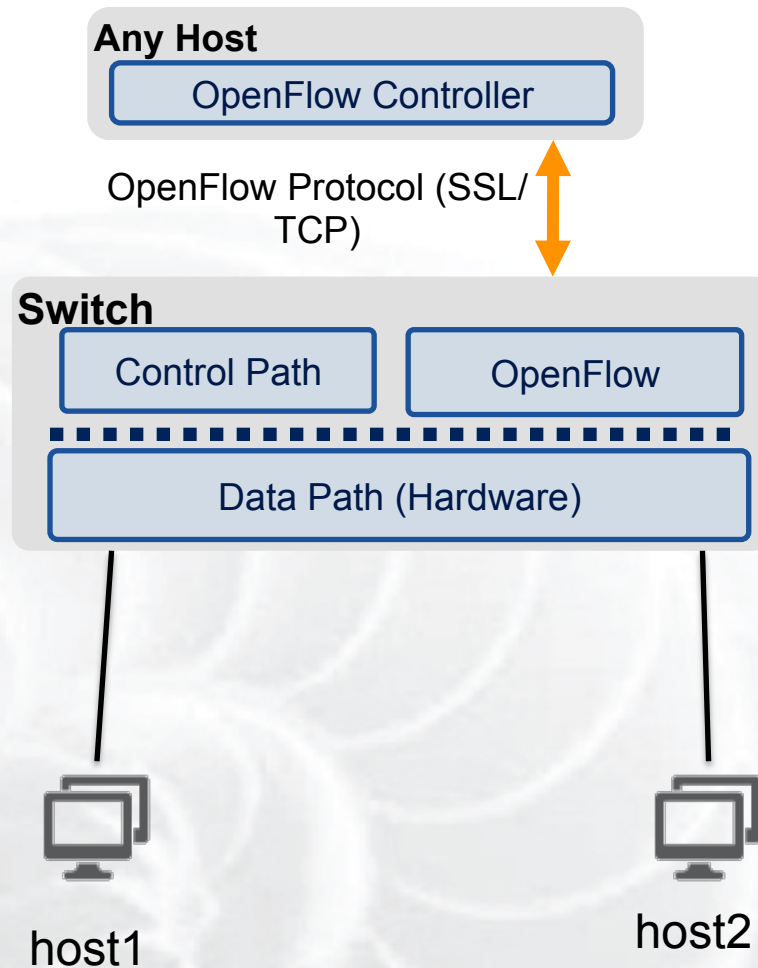 Any Host
OpenFlow Controller
OpenFlow Protocol (SSL/
TCP)
Switch
Control Path
OpenFlow
Data Path (Hardware)
host1
host2